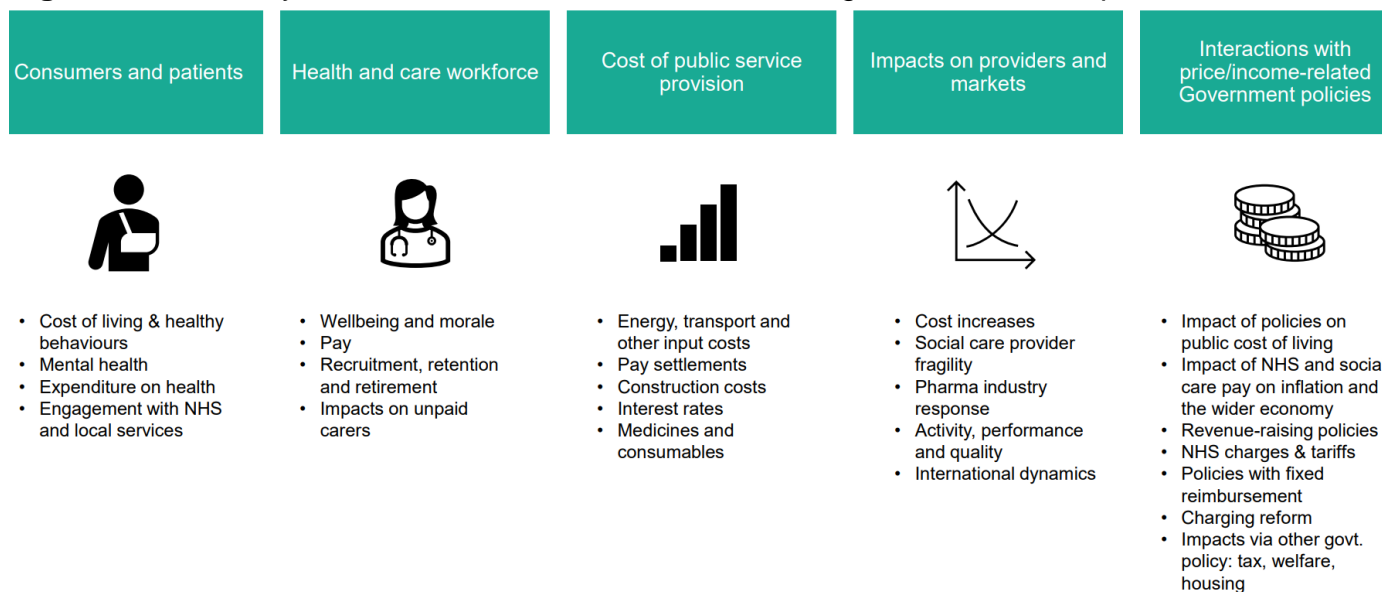 Consumers and patients
• Cost of living & healthy
behaviours
• Mental health
• Expenditure on health
• Engagement with NHS
and local services
Health and care workforce
• Wellbeing and morale
• Pay
• Recruitment, retention
and retirement
• Impacts on unpaid
carers
Cost of public service
provision
• Energy, transport and
other input costs
• Pay settlements
• Construction costs
• Interest rates
• Medicines and
consumables
Impacts on providers and
markets
• Cost increases
• Social care provider
fragility
• Pharma industry
response
• Activity, performance
and quality
• International dynamics
Interactions with
price/income-related
Government policies
• Impact of policies on
public cost of living
• Impact of NHS and social
care pay on inflation and
the wider economy
• Revenue-raising policies
• NHS charges & tariffs
• Policies with fixed
reimbursement
• Charging reform
• Impacts via other govt.
policy: tax, welfare,
housing